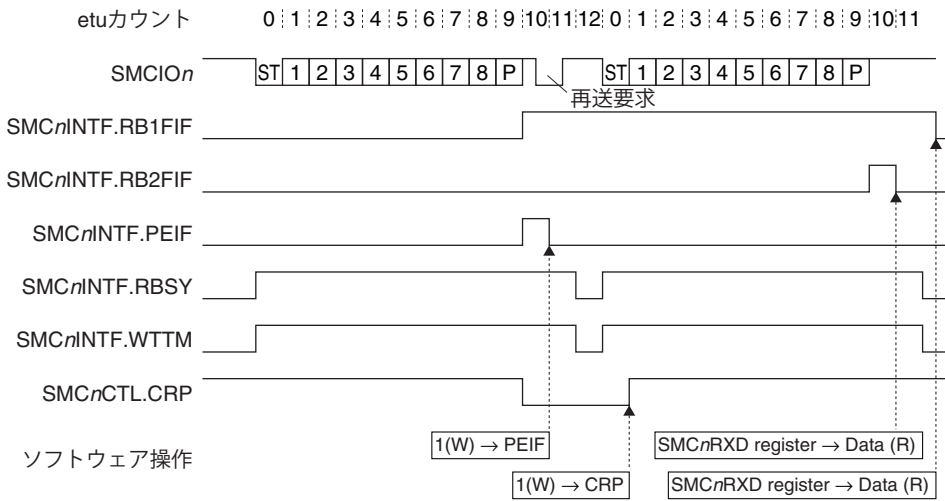 etuカウント 0 1 2 3 4 5 6 7 8 9 10 11 12 0 1 2 3 4 5 6 7 8 9 10 11
SMCIOn ST 1 2 3 4 5 6 7 8 P ST 1 2 3 4 5 6 7 8 P
再送要求
SMCnINTF.RB1FIF
SMCnINTF.RB2FIF
SMCnINTF.PEIF
SMCnINTF.RBSY
SMCnINTF.WTTM
SMCnCTL.CRP
ソフトウェア操作 1(W) → PEIF SMCnRXD register → Data (R)
1(W) → CRP SMCnRXD register → Data (R)